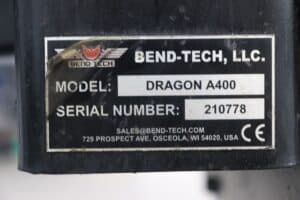 BEND-TECH
BEND-TECH, LLC.
MODEL: DRAGON A400
SERIAL NUMBER: 210778
SALES@BEND-TECH.COM
729 PROSPECT AVE. OSCEOLA, WI 54020, USA
CE